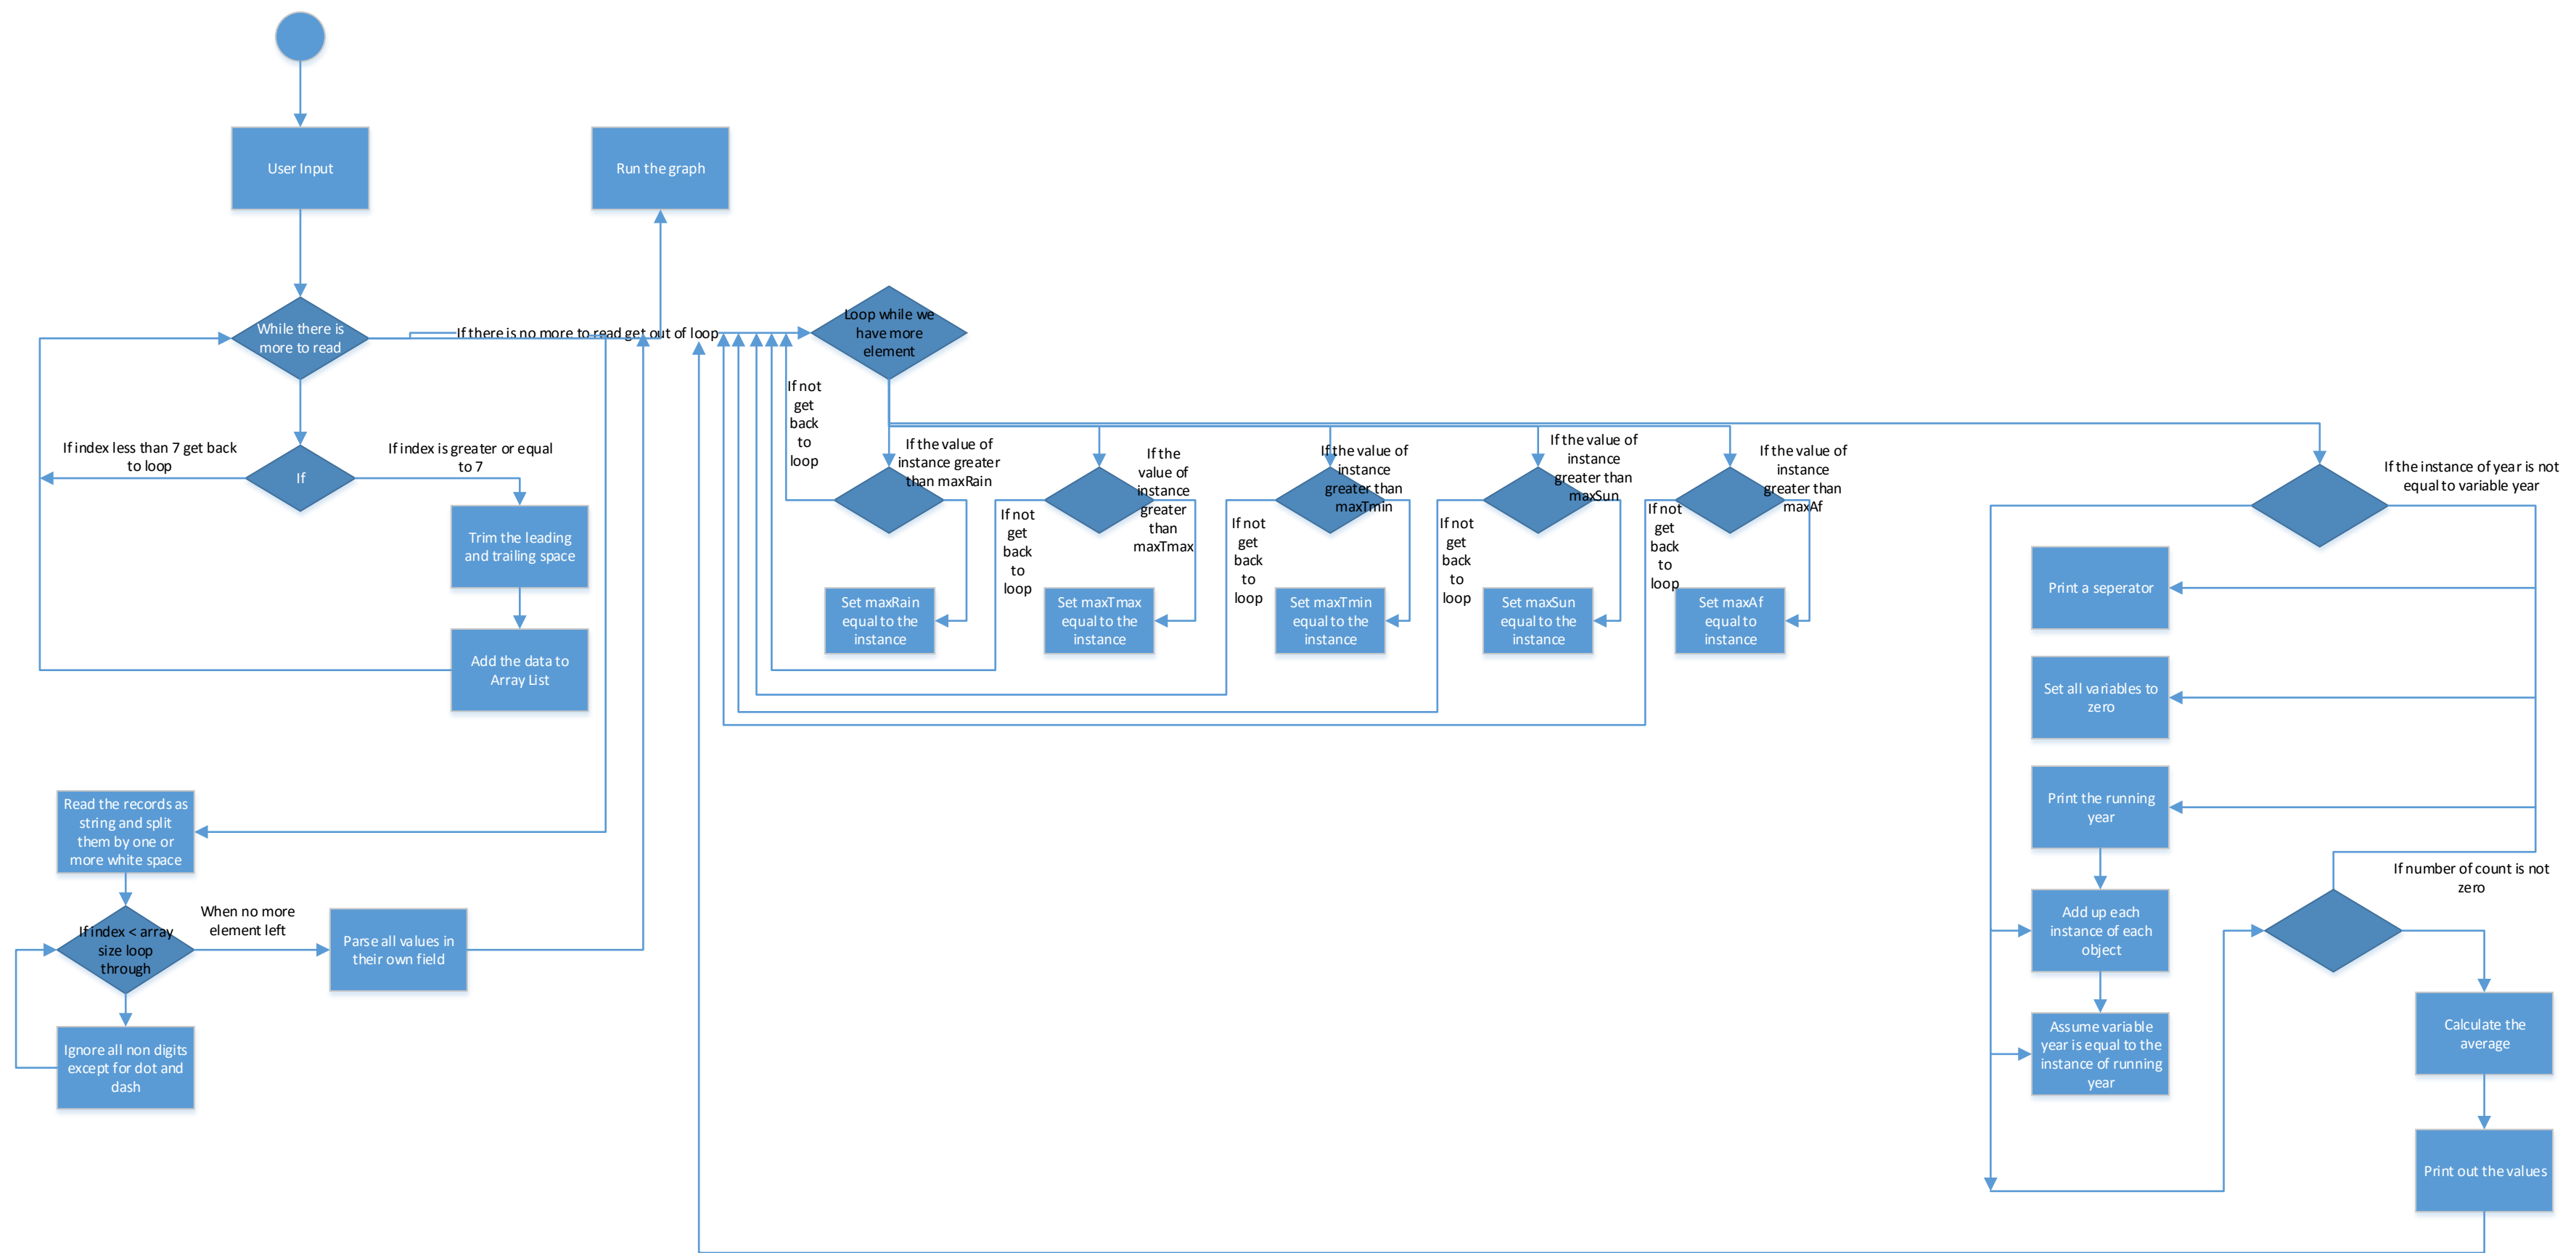 User Input
Run the graph
While there is
more to read
If there is no more to read get out of loop
Loop while we
have more
element
If index less than 7 get back
to loop
If
If index is greater or equal
to 7
Trim the leading
and trailing space
Add the data to
Array List
Read the records as
string and split
them by one or
more white space
If index < array
size loop
through
When no more
element left
Parse all values in
their own field
Ignore all non digits
except for dot and
dash
If not
get
back
to
loop
If the value of
instance greater
than maxRain
Set maxRain
equal to the
instance
If not
get
back
to
loop
If the
value of
instance
greater
than
maxTmax
Set maxTmax
equal to the
instance
If not
get
back
to
loop
If the value of
instance
greater than
maxTmin
Set maxTmin
equal to the
instance
If not
get
back
to
loop
If the value of
instance
greater than
maxSun
Set maxSun
equal to the
instance
If not
get
back
to
loop
If the value of
instance
greater than
maxAf
Set maxAf
equal to
instance
If the instance of year is not
equal to variable year
Print a seperator
Set all variables to
zero
Print the running
year
Add up each
instance of each
object
Assume variable
year is equal to the
instance of running
year
If number of count is not
zero
Calculate the
average
Print out the values